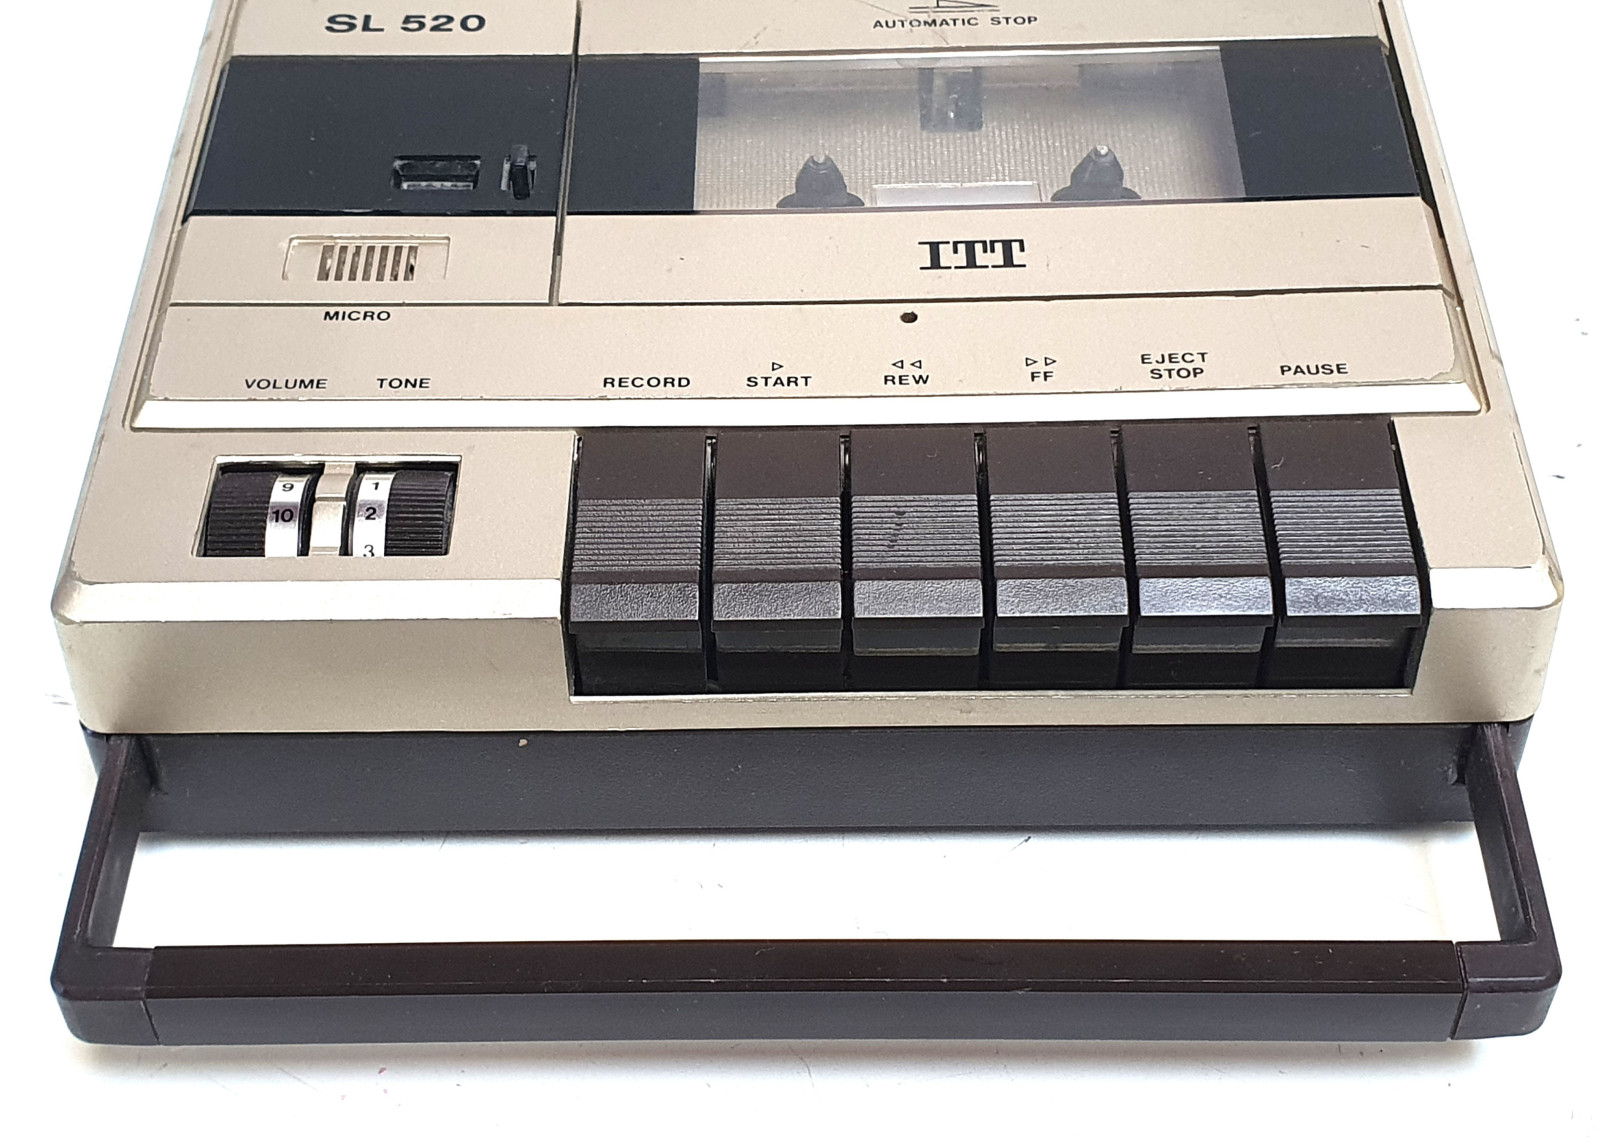 SL 520
AUTOMATIC STOP
ITT
MICRO
VOLUME
TONE
RECORD
START
REW
FF
EJECT
STOP
PAUSE
9
10
1
2
3